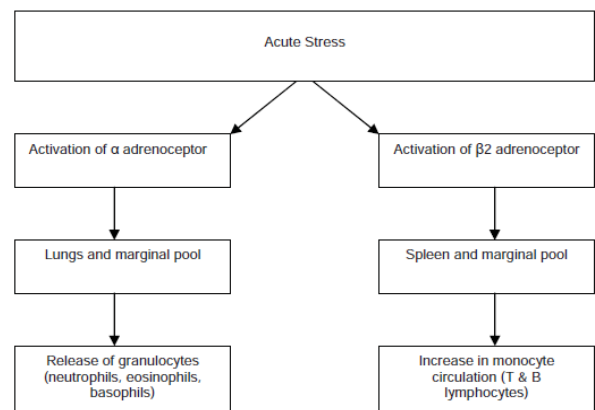 Acute Stress
Activation of α adrenoceptor
Activation of β2 adrenoceptor
Lungs and marginal pool
Spleen and marginal pool
Release of granulocytes
(neutrophils, eosinophils,
basophils)
Increase in monocyte
circulation (T & B
lymphocytes)